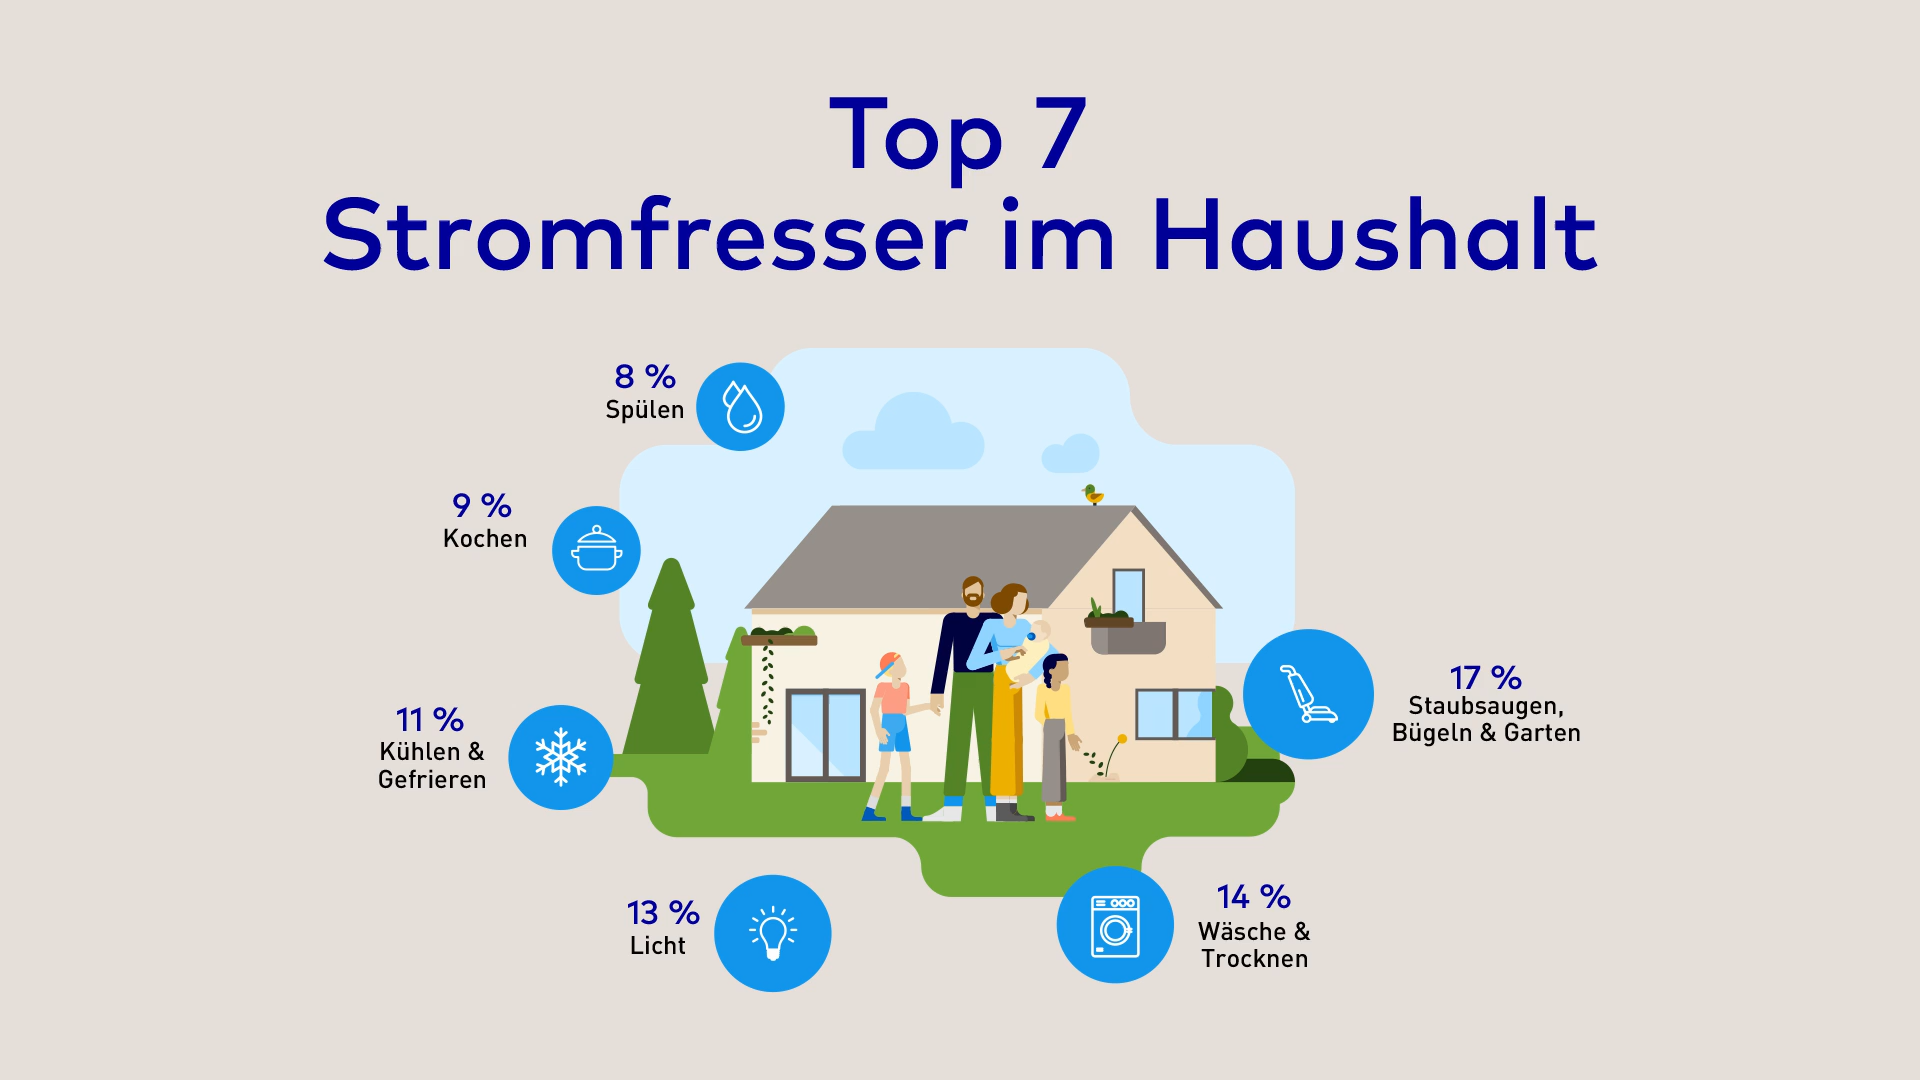 Top 7
Stromfresser im Haushalt
8 %
Spülen
9 %
Kochen
11 %
Kühlen &
Gefrieren
13 %
Licht
14 %
Wäsche &
Trocknen
17 %
Staubsaugen,
Bügeln & Garten